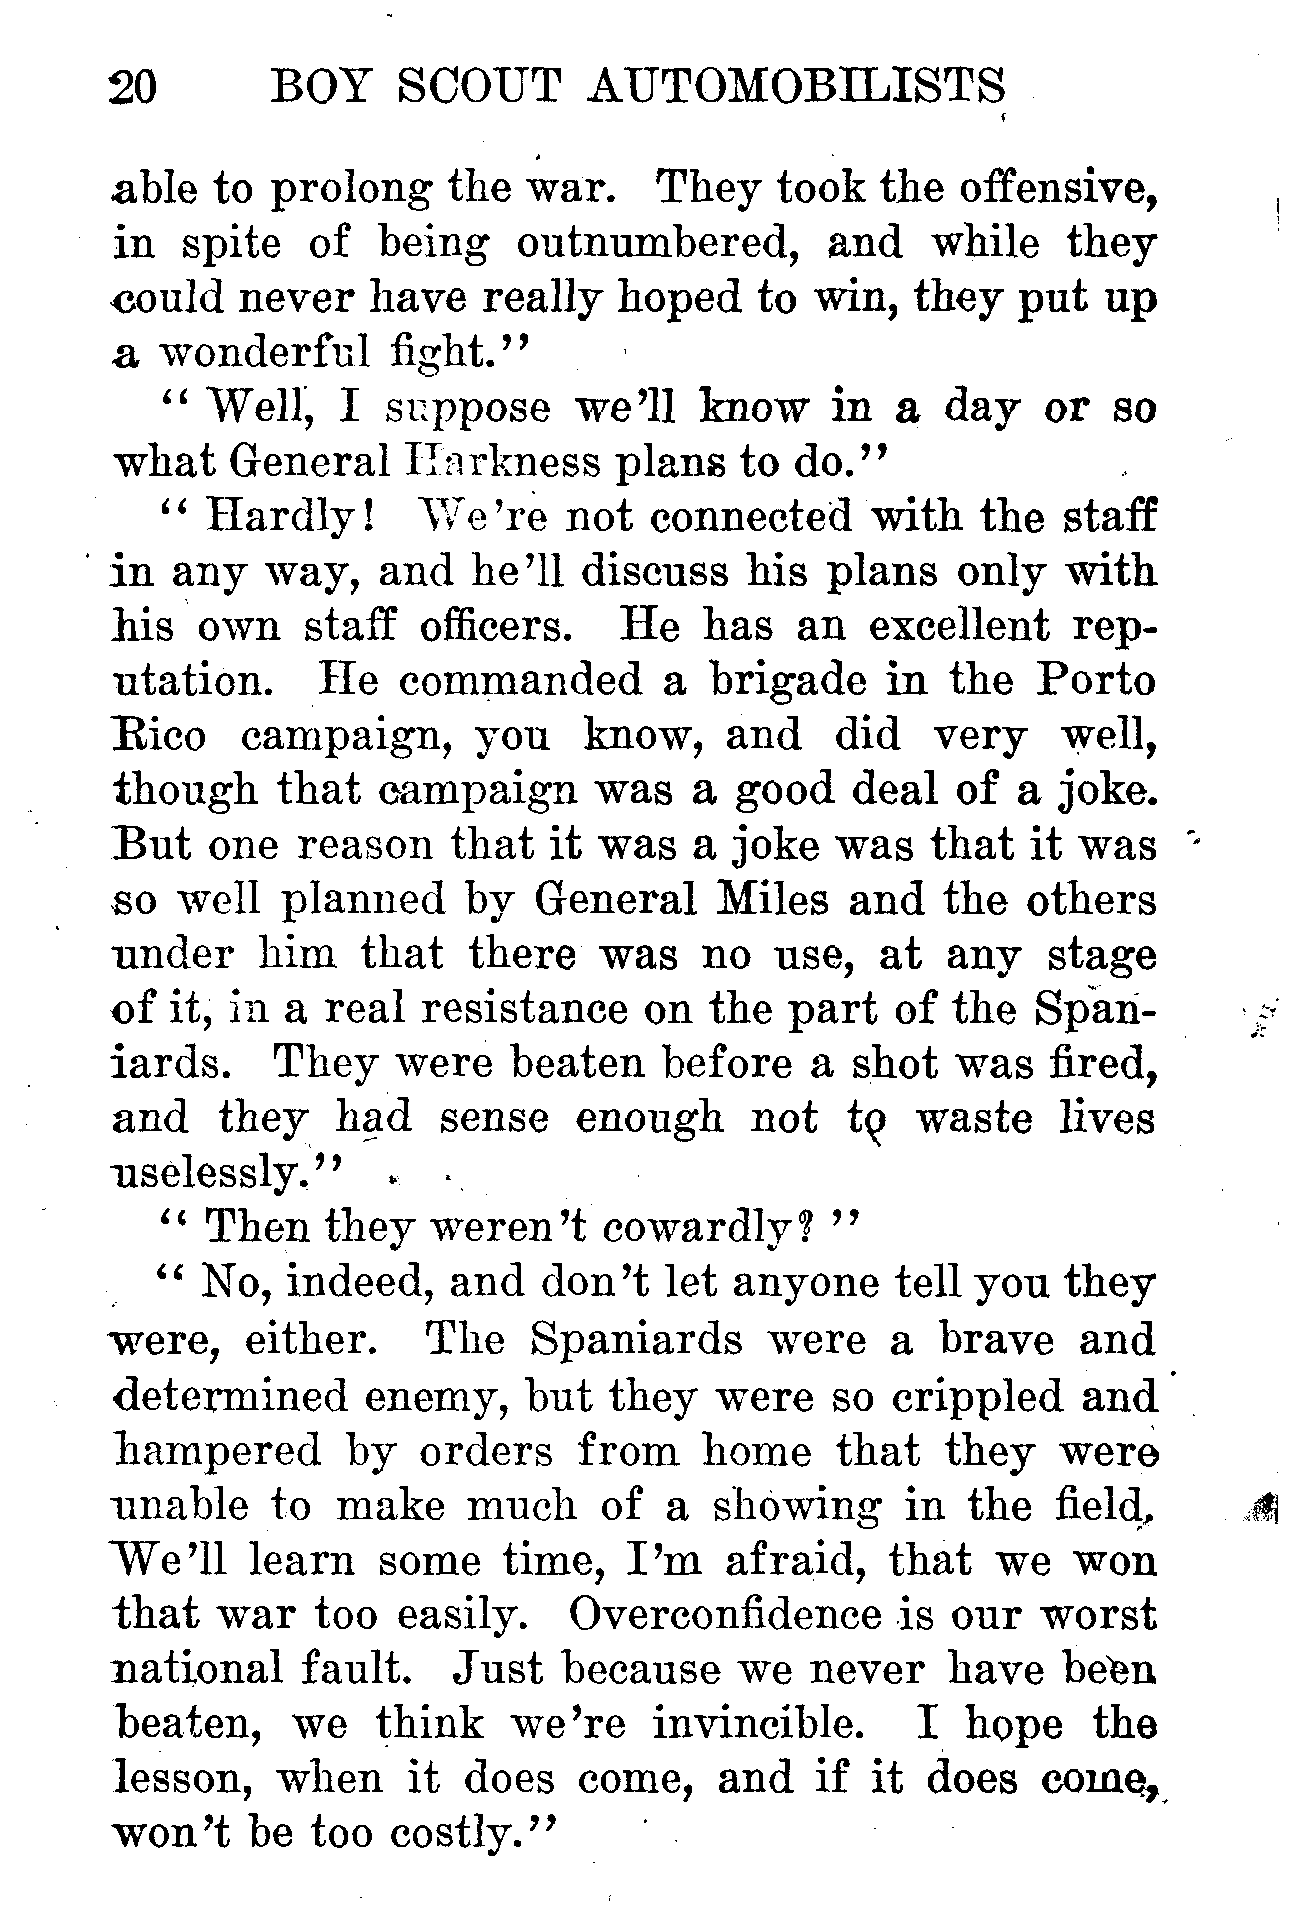 20 BOY SCOUT AUTOMOBILISTS
able to prolong the war. They took the offensive,
in spite of being outnumbered, and while they
could never have really hoped to win, they put up
a wonderful fight."
" Well, I suppose we'll know in a day or so
what General Harkness plans to do."
" Hardly! We're not connected with the staff
in any way, and he'll discuss his plans only with
his own staff officers. He has an excellent rep-
utation. He commanded a brigade in the Porto
Rico campaign, you know, and did very well,
though that campaign was a good deal of a joke.
But one reason that it was a joke was that it was
so well planned by General Miles and the others
under him that there was no use, at any stage
of it, in a real resistance on the part of the Span-
iards. They were beaten before a shot was fired,
and they had sense enough not to waste lives
uselessly."
" Then they weren't cowardly? "
" No, indeed, and don't let anyone tell you they
were, either. The Spaniards were a brave and
determined enemy, but they were so crippled and
hampered by orders from home that they were
unable to make much of a showing in the field.
We'll learn some time, I'm afraid, that we won
that war too easily. Overconfidence is our worst
national fault. Just because we never have been
beaten, we think we're invincible. I hope the
lesson, when it does come, and if it does come,
won't be too costly."